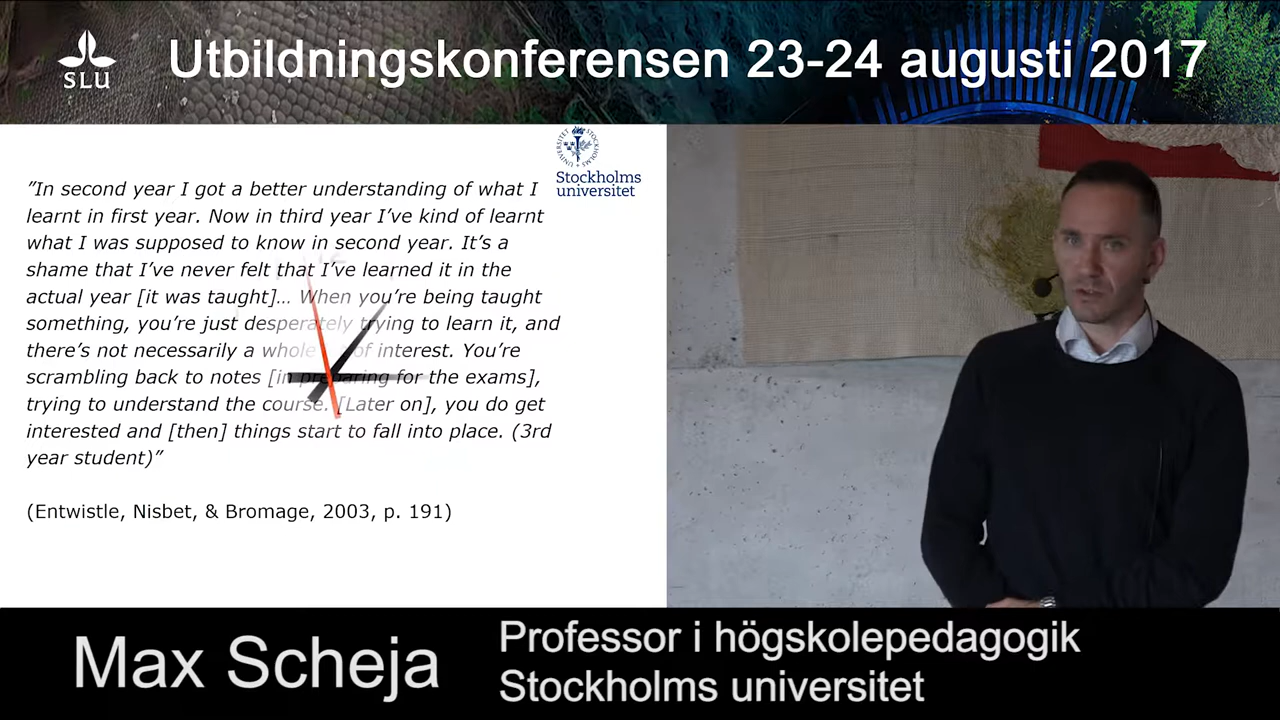 SLU
Utbildningskonferensen 23-24 augusti 2017
STOCKHOLMS UNIVERSITET
Stockholms
universitet
”In second year I got a better understanding of what I
learnt in first year. Now in third year I’ve kind of learnt
what I was supposed to know in second year. It’s a
shame that I’ve never felt that I’ve learned it in the
actual year [it was taught]… When you’re being taught
something, you’re just desperately trying to learn it, and
there’s not necessarily a whole of interest. You’re
scrambling back to notes [in preparing for the exams],
trying to understand the course. [Later on], you do get
interested and [then] things start to fall into place. (3rd
year student)”
(Entwistle, Nisbet, & Bromage, 2003, p. 191)
Max Scheja
Professor i högskolepedagogik
Stockholms universitet